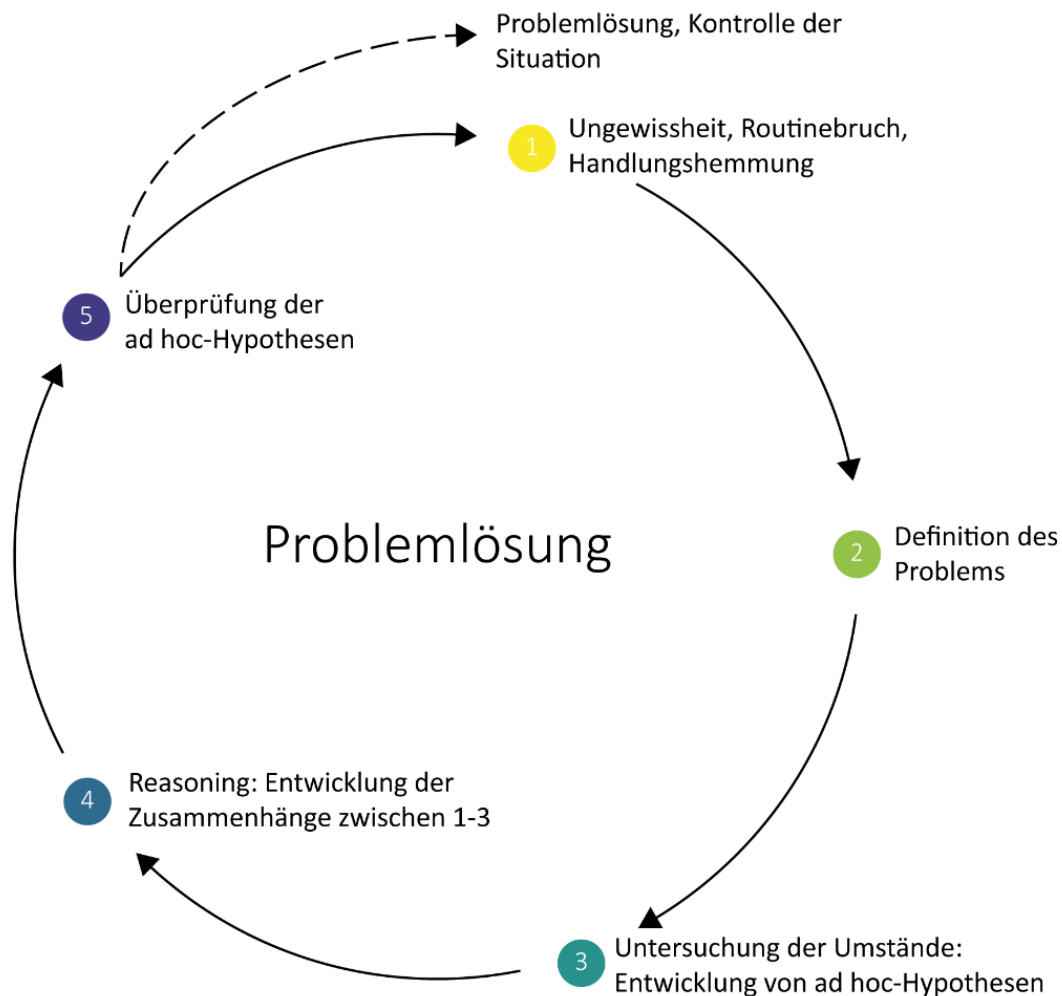 Problemlösung, Kontrolle der
Situation
1
Ungewissheit, Routinebruch,
Handlungshemmung
2
Definition des
Problems
3
Untersuchung der Umstände:
Entwicklung von ad hoc-Hypothesen
4
Reasoning: Entwicklung der
Zusammenhänge zwischen 1-3
5
Überprüfung der
ad hoc-Hypothesen
Problemlösung